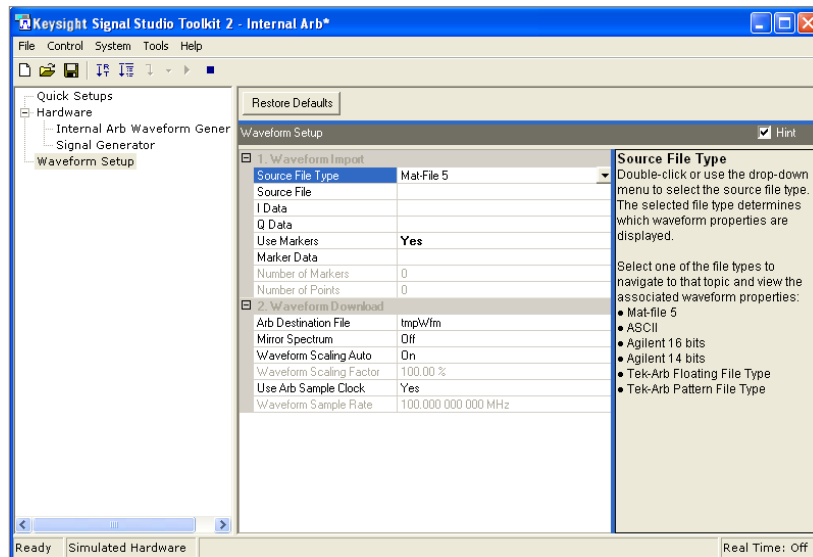 Keysight Signal Studio Toolkit 2 - Internal Arb*
File Control System Tools Help
Quick Setups
Hardware
Internal Arb Waveform Gener
Signal Generator
Waveform Setup
Restore Defaults
Waveform Setup Hint
1. Waveform Import
Source File Type Mat-File 5
Source File
I Data
Q Data
Use Markers Yes
Marker Data
Number of Markers 0
Number of Points 0
2. Waveform Download
Arb Destination File tmpWfm
Mirror Spectrum Off
Waveform Scaling Auto On
Waveform Scaling Factor 100.00 %
Use Arb Sample Clock Yes
Waveform Sample Rate 100.000 000 000 MHz
Source File Type
Double-click or use the drop-down
menu to select the source file type.
The selected file type determines
which waveform properties are
displayed.
Select one of the file types to
navigate to that topic and view the
associated waveform properties:
● Mat-file 5
● ASCII
● Agilent 16 bits
● Agilent 14 bits
● Tek-Arb Floating File Type
● Tek-Arb Pattern File Type
Ready Simulated Hardware Real Time: Off